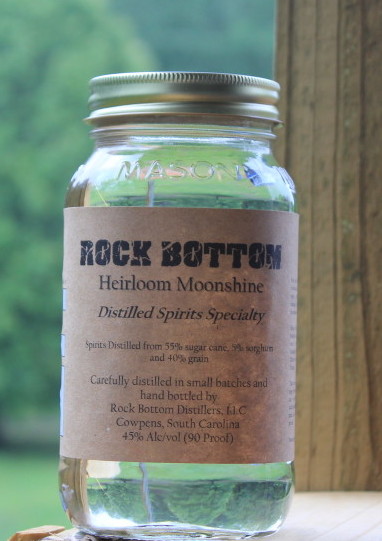 MASON
ROCK BOTTOM
Heirloom Moonshine
Distilled Spirits Specialty
Spirits Distilled from 55% sugar cane, 5% sorghum
and 40% grain
Carefully distilled in small batches and
hand bottled by
Rock Bottom Distillers, LLC
Cowpens, South Carolina
45% Alc/vol (90 Proof)